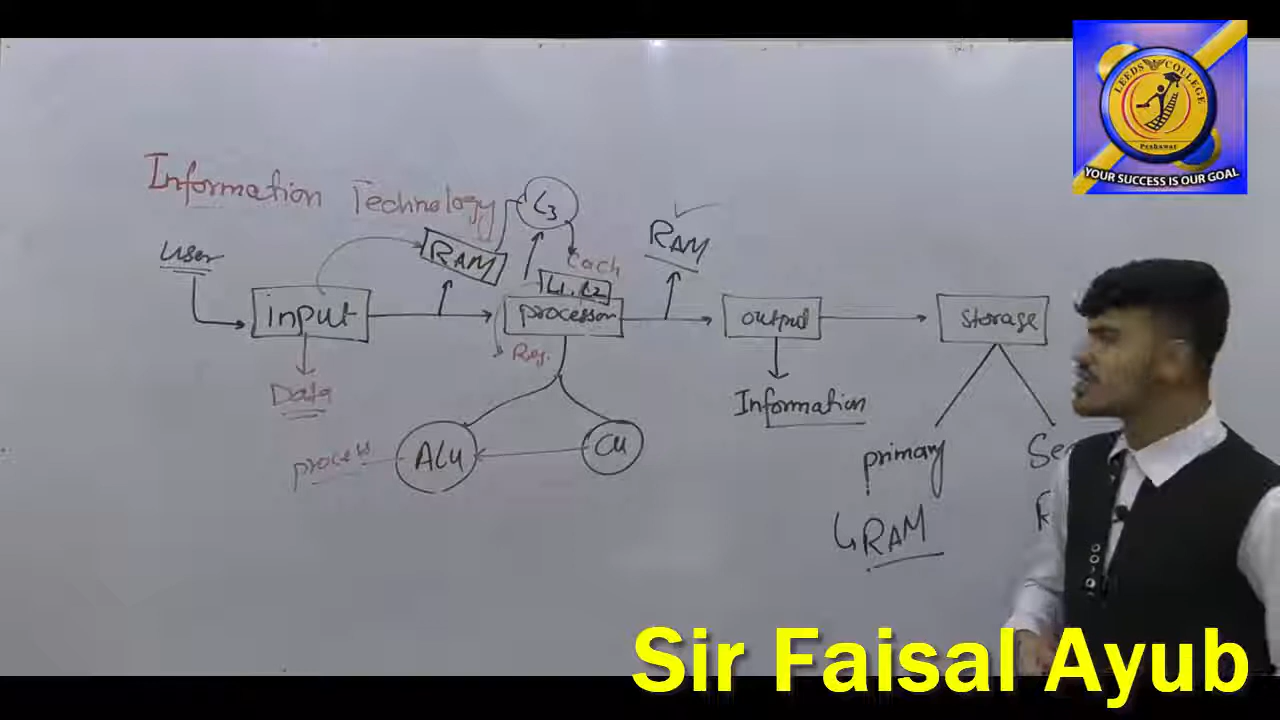 LEEDS COLLEGE
Peshawar
YOUR SUCCESS IS OUR GOAL
Information Technology
L3
RAM
user
RAM
Cach
L1, L2
input
processor
output
storage
Reg.
Data
Information
process
ALU
CU
primary
Se
RAM
R
Sir Faisal Ayub